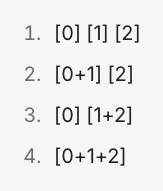 1. [0] [1] [2]
2. [0+1] [2]
3. [0] [1+2]
4. [0+1+2]